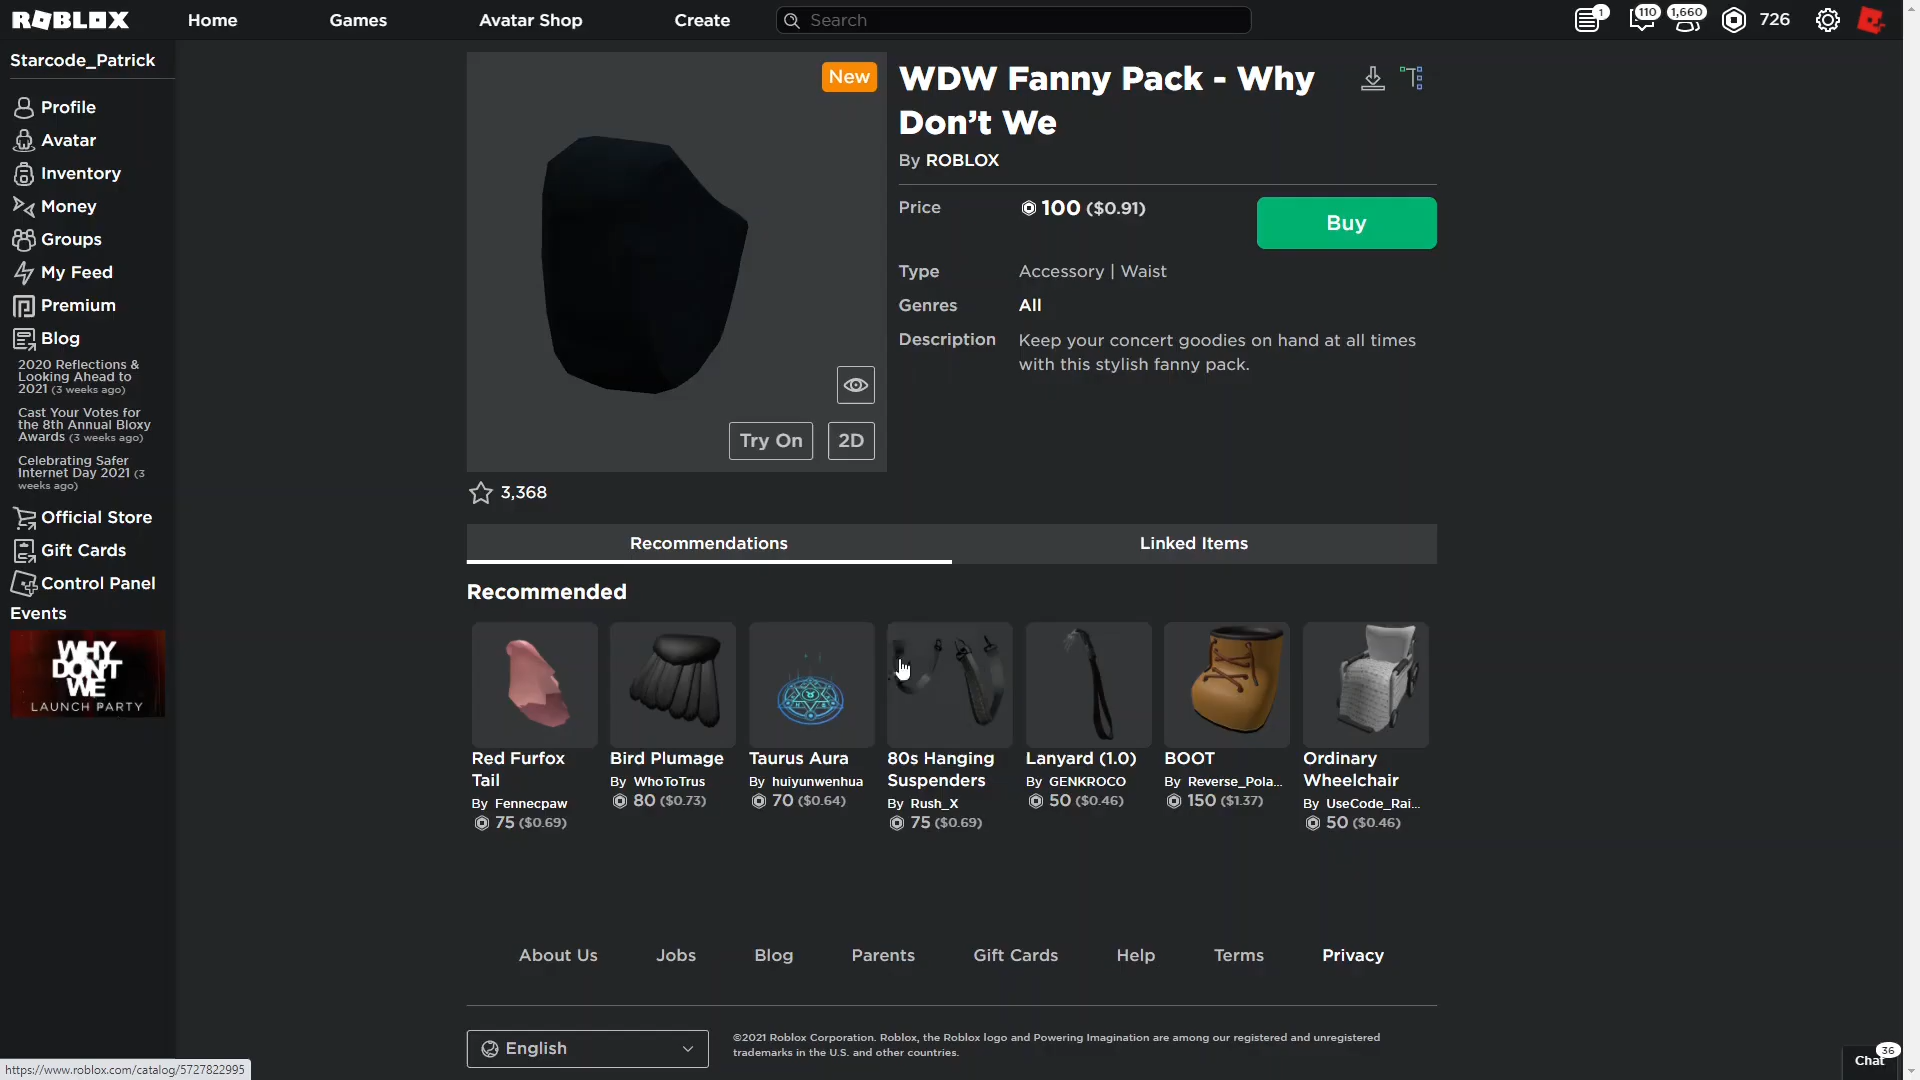 ROBLOX
Home
Games
Avatar Shop
Create
Search
1
110
1,660
726
Starcode_Patrick
Profile
Avatar
Inventory
Money
Groups
My Feed
Premium
Blog
2020 Reflections &
Looking Ahead to
2021 (3 weeks ago)
Cast Your Votes for
the 8th Annual Bloxy
Awards (3 weeks ago)
Celebrating Safer
Internet Day 2021 (3
weeks ago)
Official Store
Gift Cards
Control Panel
Events
WHY
DON'T
WE
LAUNCH PARTY
New
Try On
2D
3,368
WDW Fanny Pack - Why
Don’t We
By ROBLOX
Price
100 ($0.91)
Buy
Type
Accessory | Waist
Genres
All
Description
Keep your concert goodies on hand at all times
with this stylish fanny pack.
Recommendations
Linked Items
Recommended
Red Furfox
Tail
By Fennecpaw
75 ($0.69)
Bird Plumage
By WhoToTrus
80 ($0.73)
Taurus Aura
By huiyunwenhua
70 ($0.64)
80s Hanging
Suspenders
By Rush_X
75 ($0.69)
Lanyard (1.0)
By GENKROCO
50 ($0.46)
BOOT
By Reverse_Pola...
150 ($1.37)
Ordinary
Wheelchair
By UseCode_Rai...
50 ($0.46)
About Us
Jobs
Blog
Parents
Gift Cards
Help
Terms
Privacy
English
©2021 Roblox Corporation. Roblox, the Roblox logo and Powering Imagination are among our registered and unregistered
trademarks in the U.S. and other countries.
https://www.roblox.com/catalog/5727822995
Chat
36